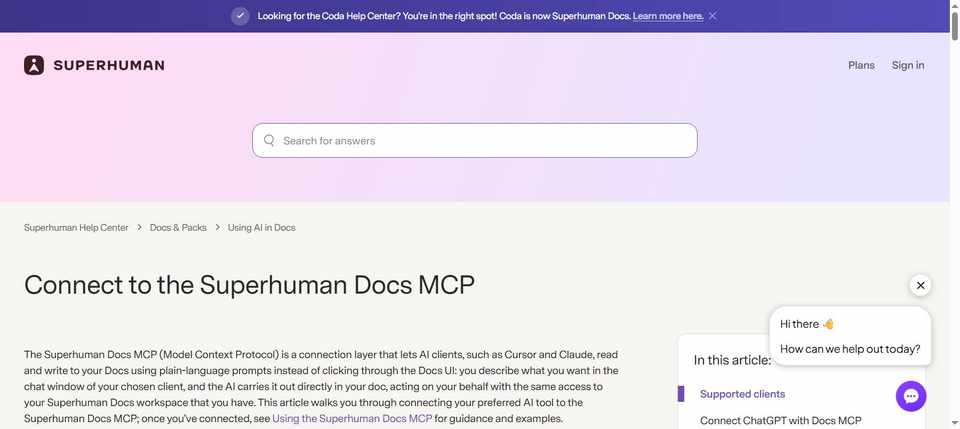 Looking for the Coda Help Center? You're in the right spot! Coda is now Superhuman Docs. Learn more here.
SUPERHUMAN
Plans
Sign in
Search for answers
Superhuman Help Center
Docs & Packs
Using AI in Docs
Connect to the Superhuman Docs MCP
The Superhuman Docs MCP (Model Context Protocol) is a connection layer that lets AI clients, such as Cursor and Claude, read
and write to your Docs using plain-language prompts instead of clicking through the Docs UI: you describe what you want in the
chat window of your chosen client, and the AI carries it out directly in your doc, acting on your behalf with the same access to
your Superhuman Docs workspace that you have. This article walks you through connecting your preferred AI tool to the
Superhuman Docs MCP; once you've connected, see Using the Superhuman Docs MCP for guidance and examples.
In this article:
Supported clients
Connect ChatGPT with Docs MCP
Hi there 👋
How can we help out today?